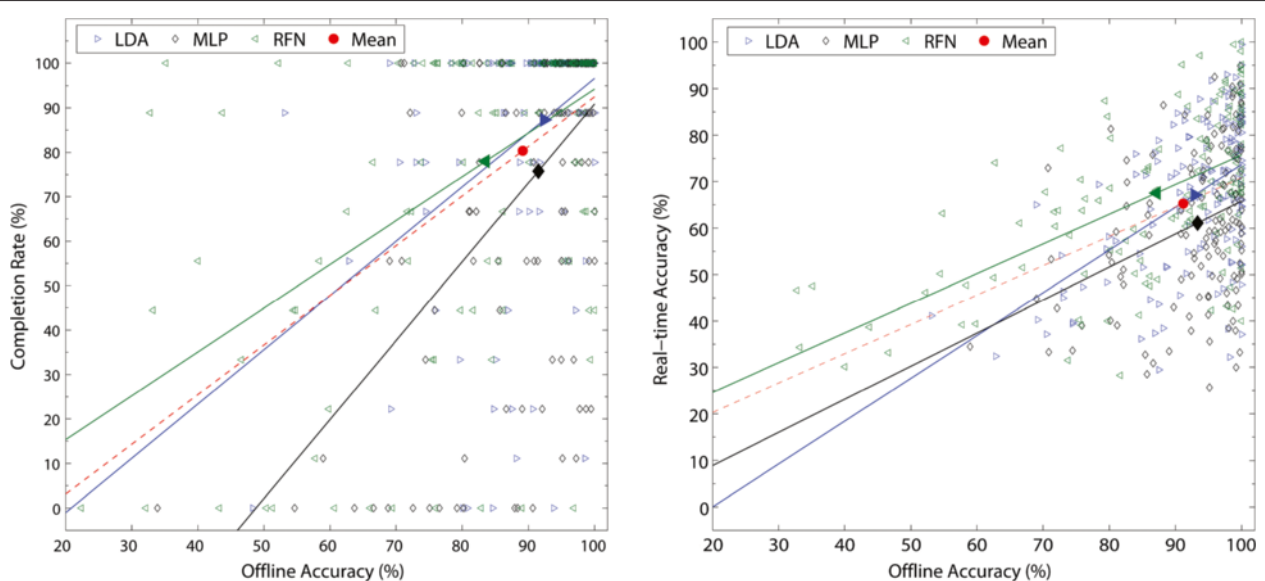 LDA MLP RFN Mean
Completion Rate (%)
100
90
80
70
60
50
40
30
20
10
0
20 30 40 50 60 70 80 90 100
Offline Accuracy (%)
LDA MLP RFN Mean
Real-time Accuracy (%)
100
90
80
70
60
50
40
30
20
10
0
20 30 40 50 60 70 80 90 100
Offline Accuracy (%)